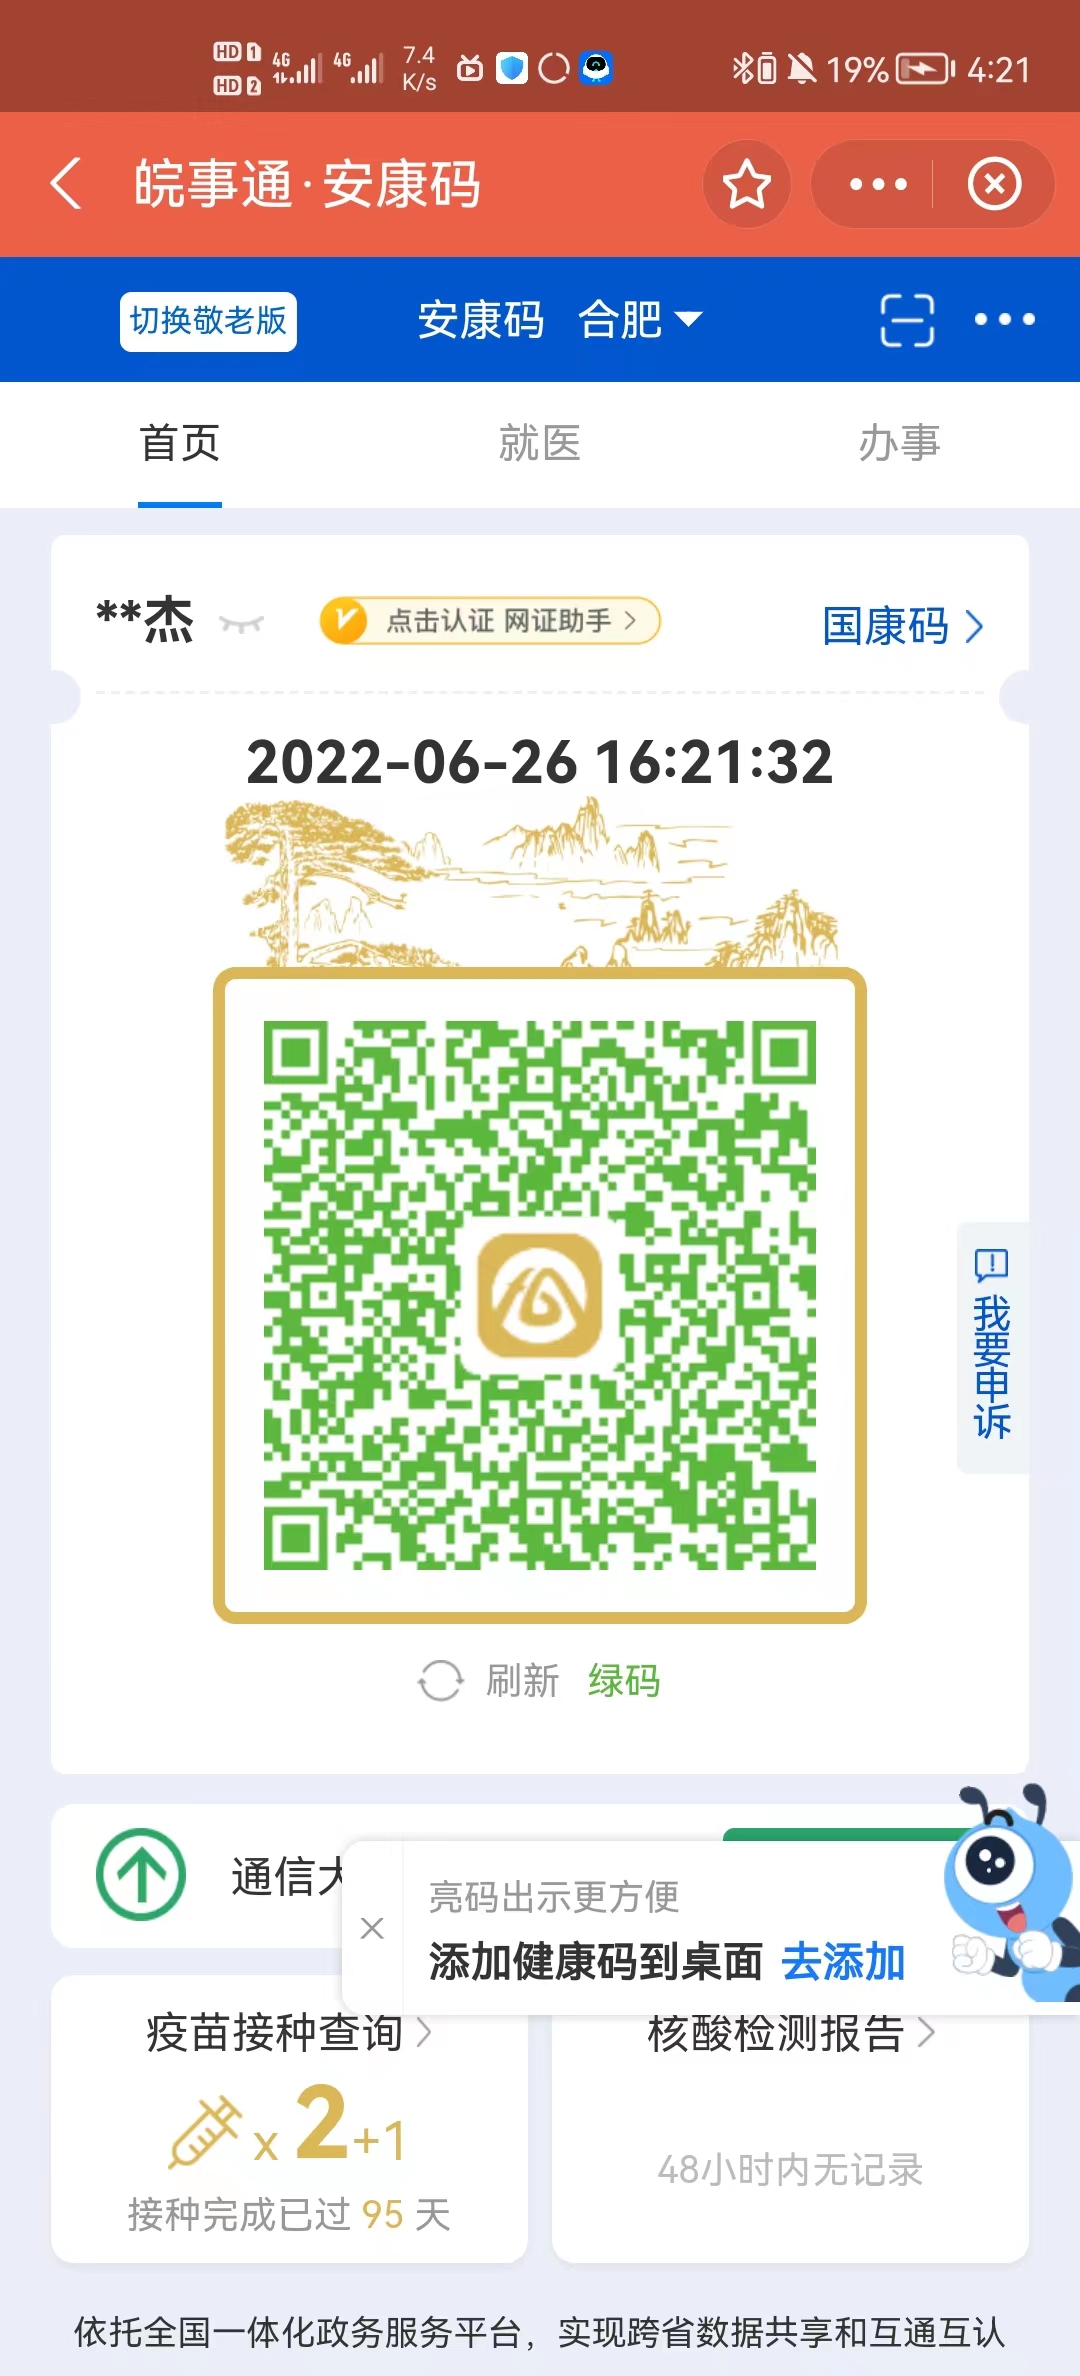 HD 1 4G 4G 7.4 K/s 19% 4:21
HD 2
皖事通·安康码
切换敬老版 安康码 合肥
首页 就医 办事
**杰 点击认证 网证助手 国康码
2022-06-26 16:21:32
我要申诉
刷新 绿码
通信大
亮码出示更方便
添加健康码到桌面 去添加
疫苗接种查询 核酸检测报告
x 2+1
48小时内无记录
接种完成已过 95 天
依托全国一体化政务服务平台，实现跨省数据共享和互通互认